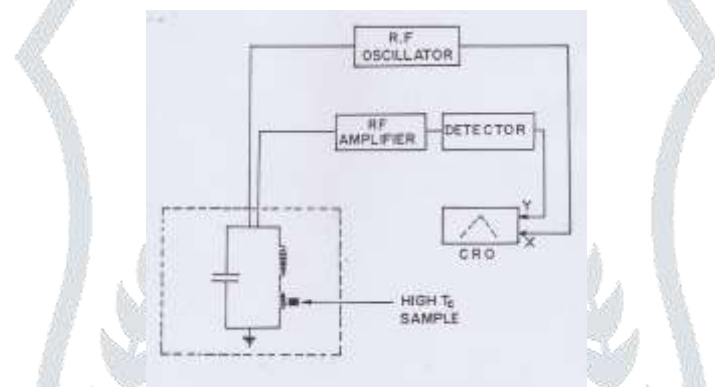 R.F
OSCILLATOR
RF
AMPLIFIER
DETECTOR
Y
X
CRO
HIGH Tc
SAMPLE